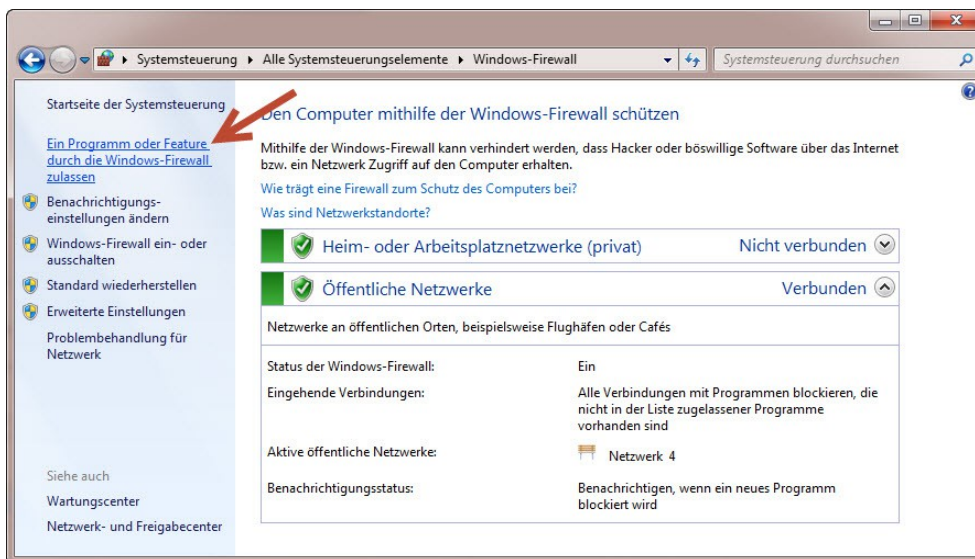 Systemsteuerung ▸ Alle Systemsteuerungselemente ▸ Windows-Firewall
Systemsteuerung durchsuchen
Startseite der Systemsteuerung
Ein Programm oder Feature
durch die Windows-Firewall
zulassen
Benachrichtigungs-
einstellungen ändern
Windows-Firewall ein- oder
ausschalten
Standard wiederherstellen
Erweiterte Einstellungen
Problembehandlung für
Netzwerk
Siehe auch
Wartungscenter
Netzwerk- und Freigabecenter
Den Computer mithilfe der Windows-Firewall schützen
Mithilfe der Windows-Firewall kann verhindert werden, dass Hacker oder böswillige Software über das Internet
bzw. ein Netzwerk Zugriff auf den Computer erhalten.
Wie trägt eine Firewall zum Schutz des Computers bei?
Was sind Netzwerkstandorte?
Heim- oder Arbeitsplatznetzwerke (privat) Nicht verbunden
Öffentliche Netzwerke Verbunden
Netzwerke an öffentlichen Orten, beispielsweise Flughäfen oder Cafés
Status der Windows-Firewall: Ein
Eingehende Verbindungen: Alle Verbindungen mit Programmen blockieren, die
nicht in der Liste zugelassener Programme
vorhanden sind
Aktive öffentliche Netzwerke: Netzwerk 4
Benachrichtigungsstatus: Benachrichtigen, wenn ein neues Programm
blockiert wird